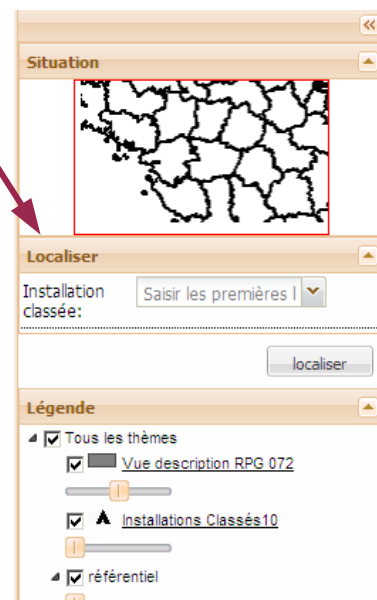 Situation
Localiser
Installation classée:
Saisir les premières l
localiser
Légende
Tous les thèmes
Vue description RPG 072
Installations Classés10
référentiel